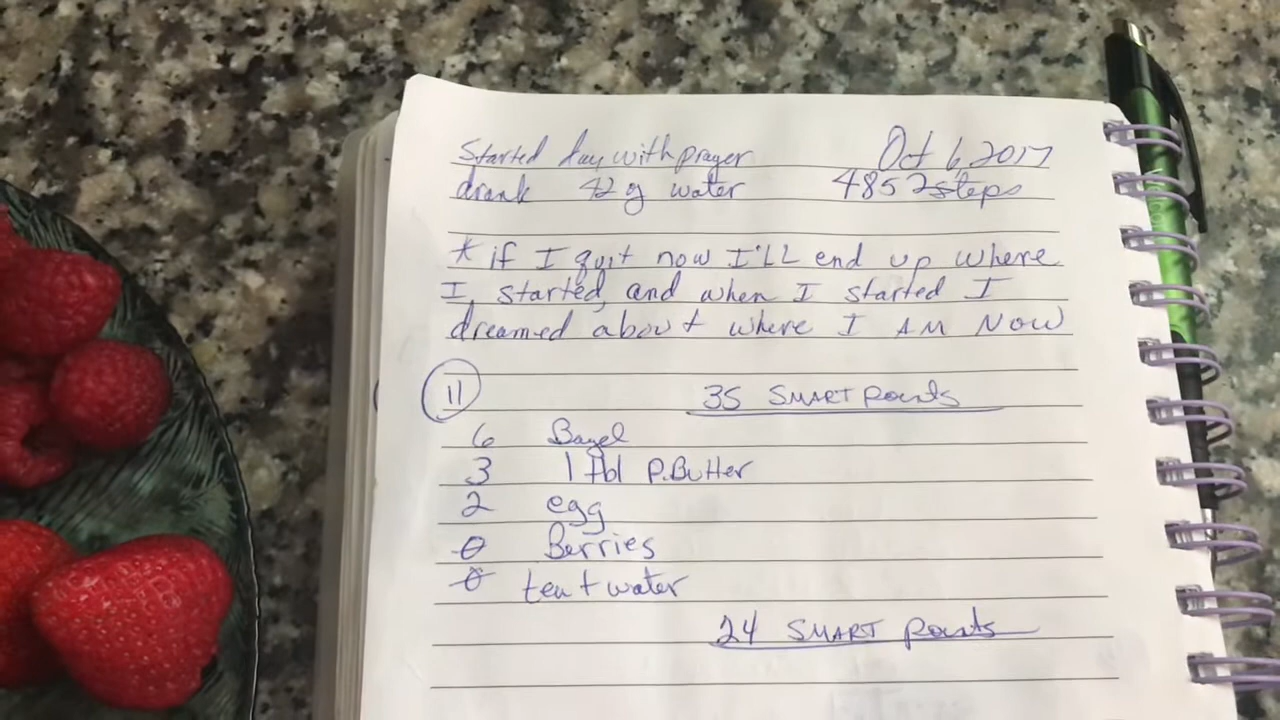 Started day with prayer Oct 6, 2017
drank 42 g water 4852 steps
* if I quit now I'LL end up where
I started, and when I started I
dreamed about where I AM NOW
11 35 SMART points
6 Bagel
3 1 tbl P.Butter
2 egg
0 Berries
0 tea + water
24 SMART points